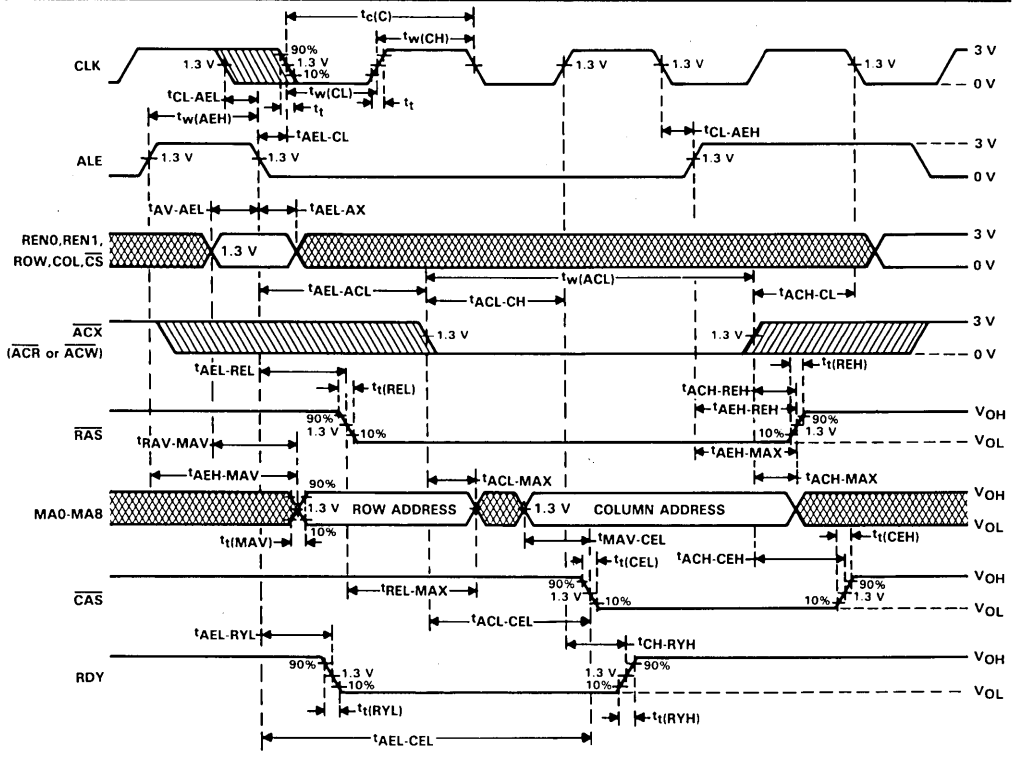 tc(C)
tw(CH)
CLK
1.3 V
90%
1.3 V
10%
1.3 V
1.3 V
1.3 V
3 V
0 V
tCL-AEL
tw(CL)
tt
tt
tw(AEH)
tAEL-CL
tCL-AEH
ALE
1.3 V
1.3 V
1.3 V
3 V
0 V
tAV-AEL
tAEL-AX
REN0,REN1,
ROW,COL,C̅S̅
1.3 V
3 V
0 V
tw(ACL)
tAEL-ACL
tACL-CH
tACH-CL
A̅C̅X̅
(A̅C̅R̅ or A̅C̅W̅)
1.3 V
1.3 V
3 V
0 V
tAEL-REL
tt(REL)
tt(REH)
tACH-REH
tAEH-REH
R̅A̅S̅
90%
1.3 V
10%
90%
1.3 V
10%
VOH
VOL
tRAV-MAV
tAEH-MAX
tAEH-MAV
tACL-MAX
tACH-MAX
MA0-MA8
90%
1.3 V
10%
ROW ADDRESS
1.3 V
COLUMN ADDRESS
VOH
VOL
tt(MAV)
tMAV-CEL
tt(CEH)
tt(CEL)
tACH-CEH
C̅A̅S̅
tREL-MAX
90%
1.3 V
10%
90%
1.3 V
10%
VOH
VOL
tACL-CEL
tAEL-RYL
tCH-RYH
RDY
90%
1.3 V
10%
90%
1.3 V
10%
VOH
VOL
tt(RYL)
tt(RYH)
tAEL-CEL